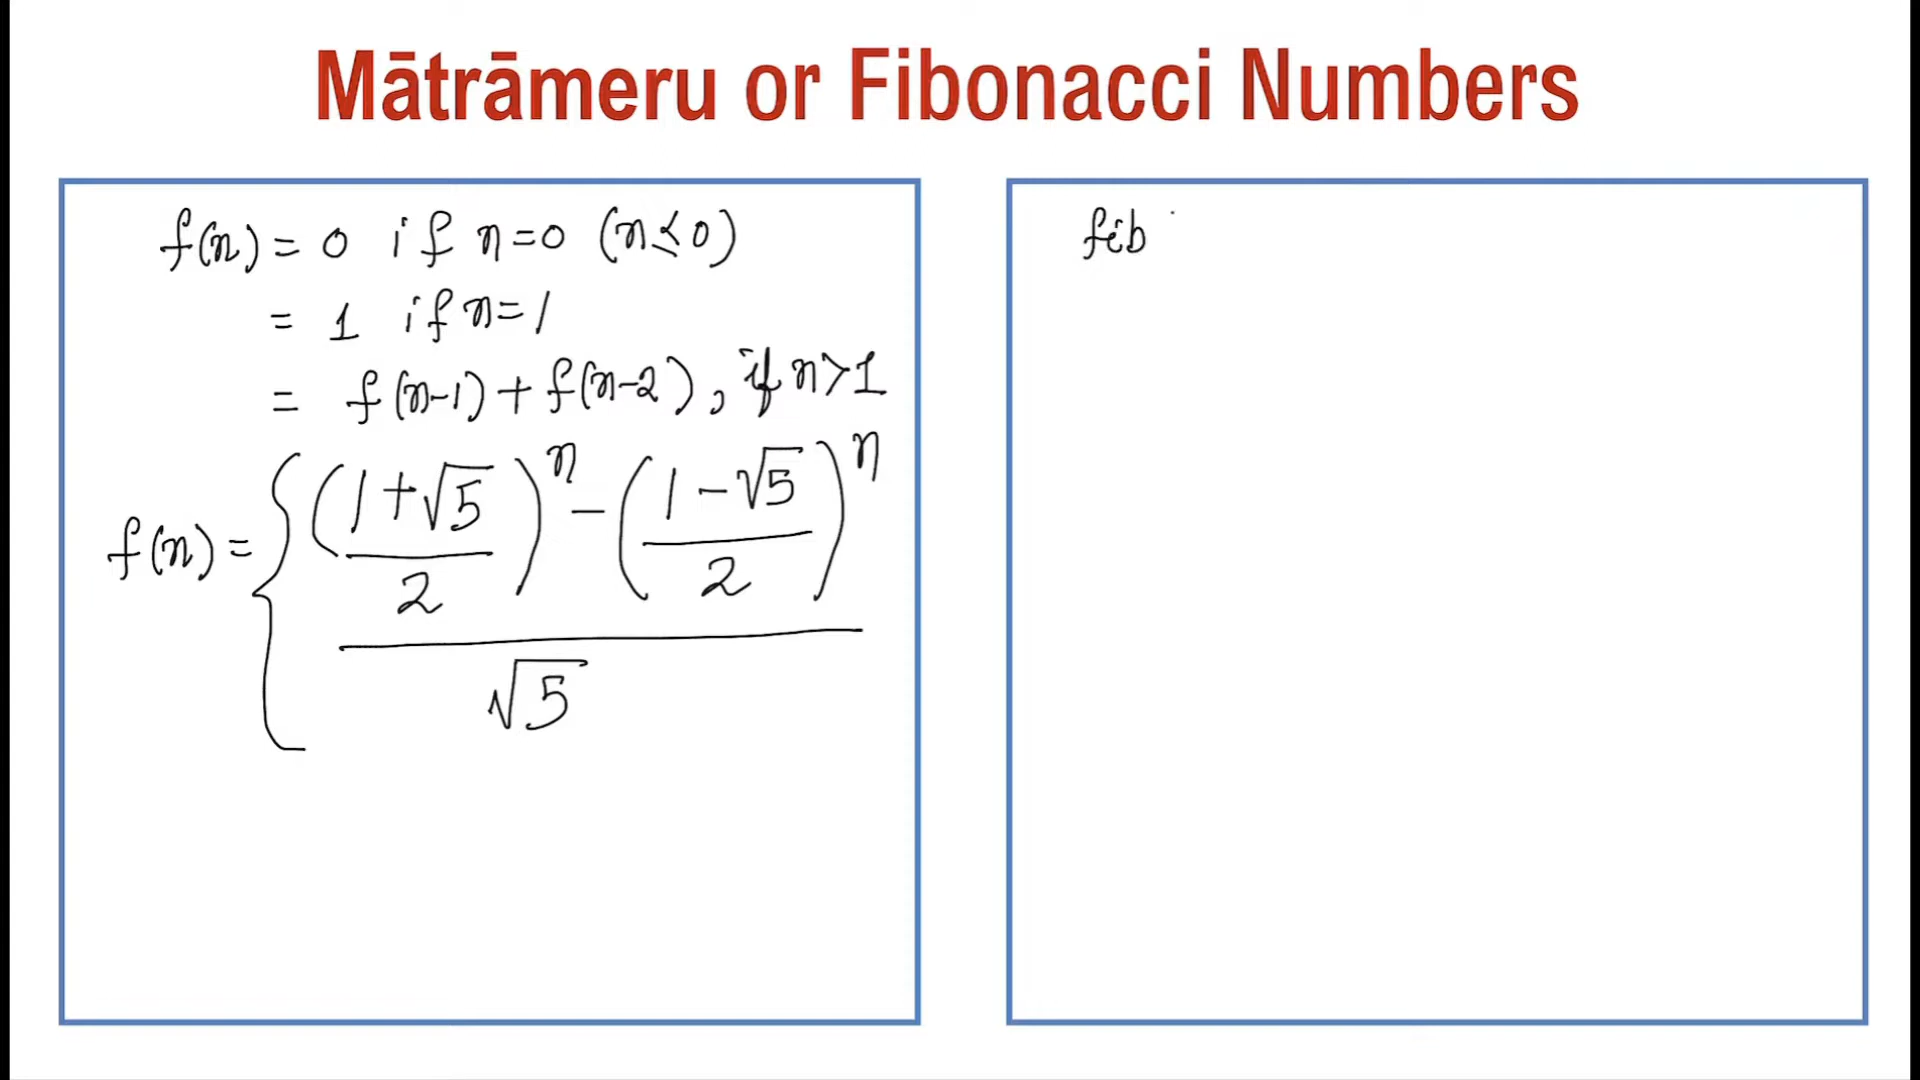 Mātrāmeru or Fibonacci Numbers
f(n) = 0 if n=0 (n≤0)
= 1 if n=1
= f(n-1) + f(n-2), if n>1
f(n) = { ((1+√5)/2)^n - ((1-√5)/2)^n
√5
fib